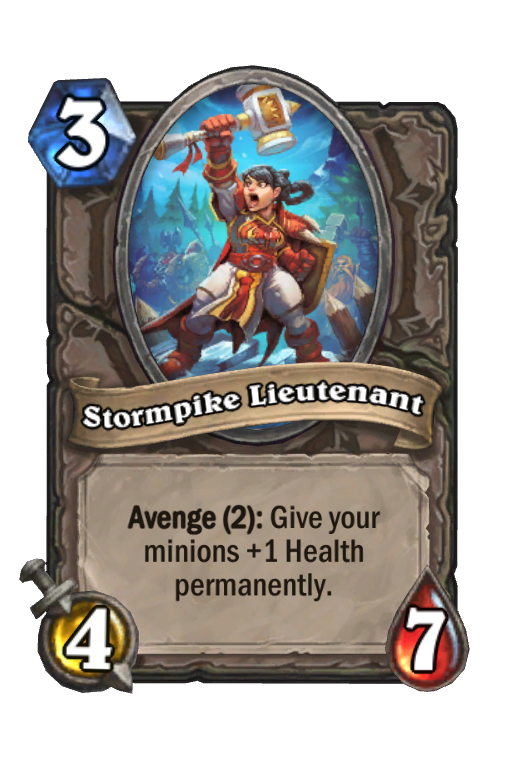 3
Stormpike Lieutenant
Avenge (2): Give your
minions +1 Health
permanently.
4
7